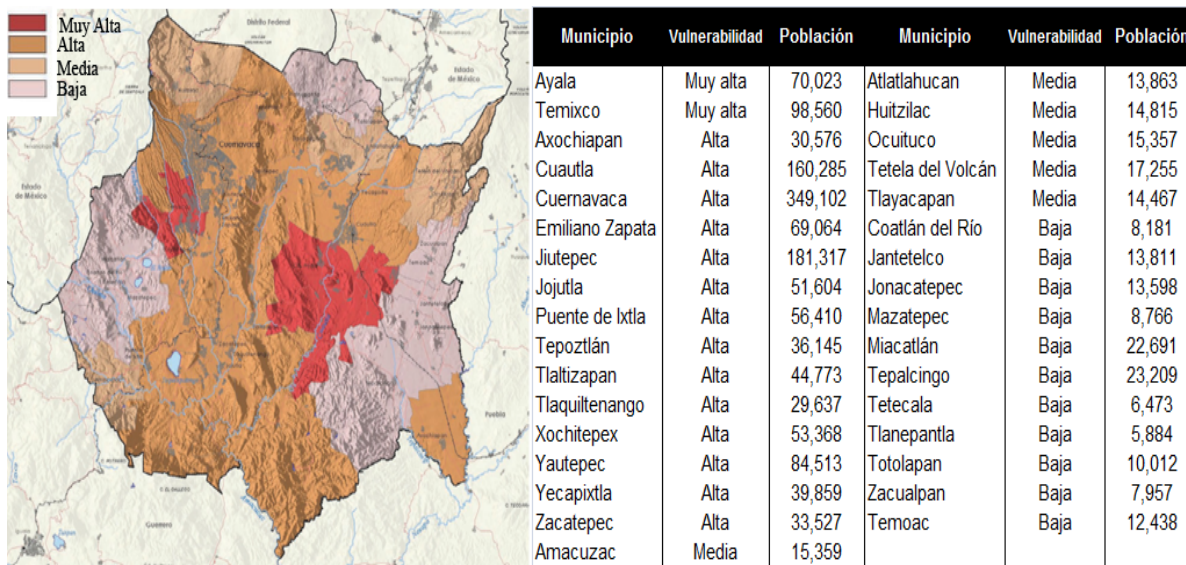 Muy Alta
Alta
Media
Baja
Distrito Federal
Estado
de México
Estado
de México
Cuernavaca
Puebla
Guerrero
Municipio Vulnerabilidad Población Municipio Vulnerabilidad Población
Ayala Muy alta 70,023 Atlatlahucan Media 13,863
Temixco Muy alta 98,560 Huitzilac Media 14,815
Axochiapan Alta 30,576 Ocuituco Media 15,357
Cuautla Alta 160,285 Tetela del Volcán Media 17,255
Cuernavaca Alta 349,102 Tlayacapan Media 14,467
Emiliano Zapata Alta 69,064 Coatlán del Río Baja 8,181
Jiutepec Alta 181,317 Jantetelco Baja 13,811
Jojutla Alta 51,604 Jonacatepec Baja 13,598
Puente de Ixtla Alta 56,410 Mazatepec Baja 8,766
Tepoztlán Alta 36,145 Miacatlán Baja 22,691
Tlaltizapan Alta 44,773 Tepalcingo Baja 23,209
Tlaquiltenango Alta 29,637 Tetecala Baja 6,473
Xochitepex Alta 53,368 Tlanepantla Baja 5,884
Yautepec Alta 84,513 Totolapan Baja 10,012
Yecapixtla Alta 39,859 Zacualpan Baja 7,957
Zacatepec Alta 33,527 Temoac Baja 12,438
Amacuzac Media 15,359